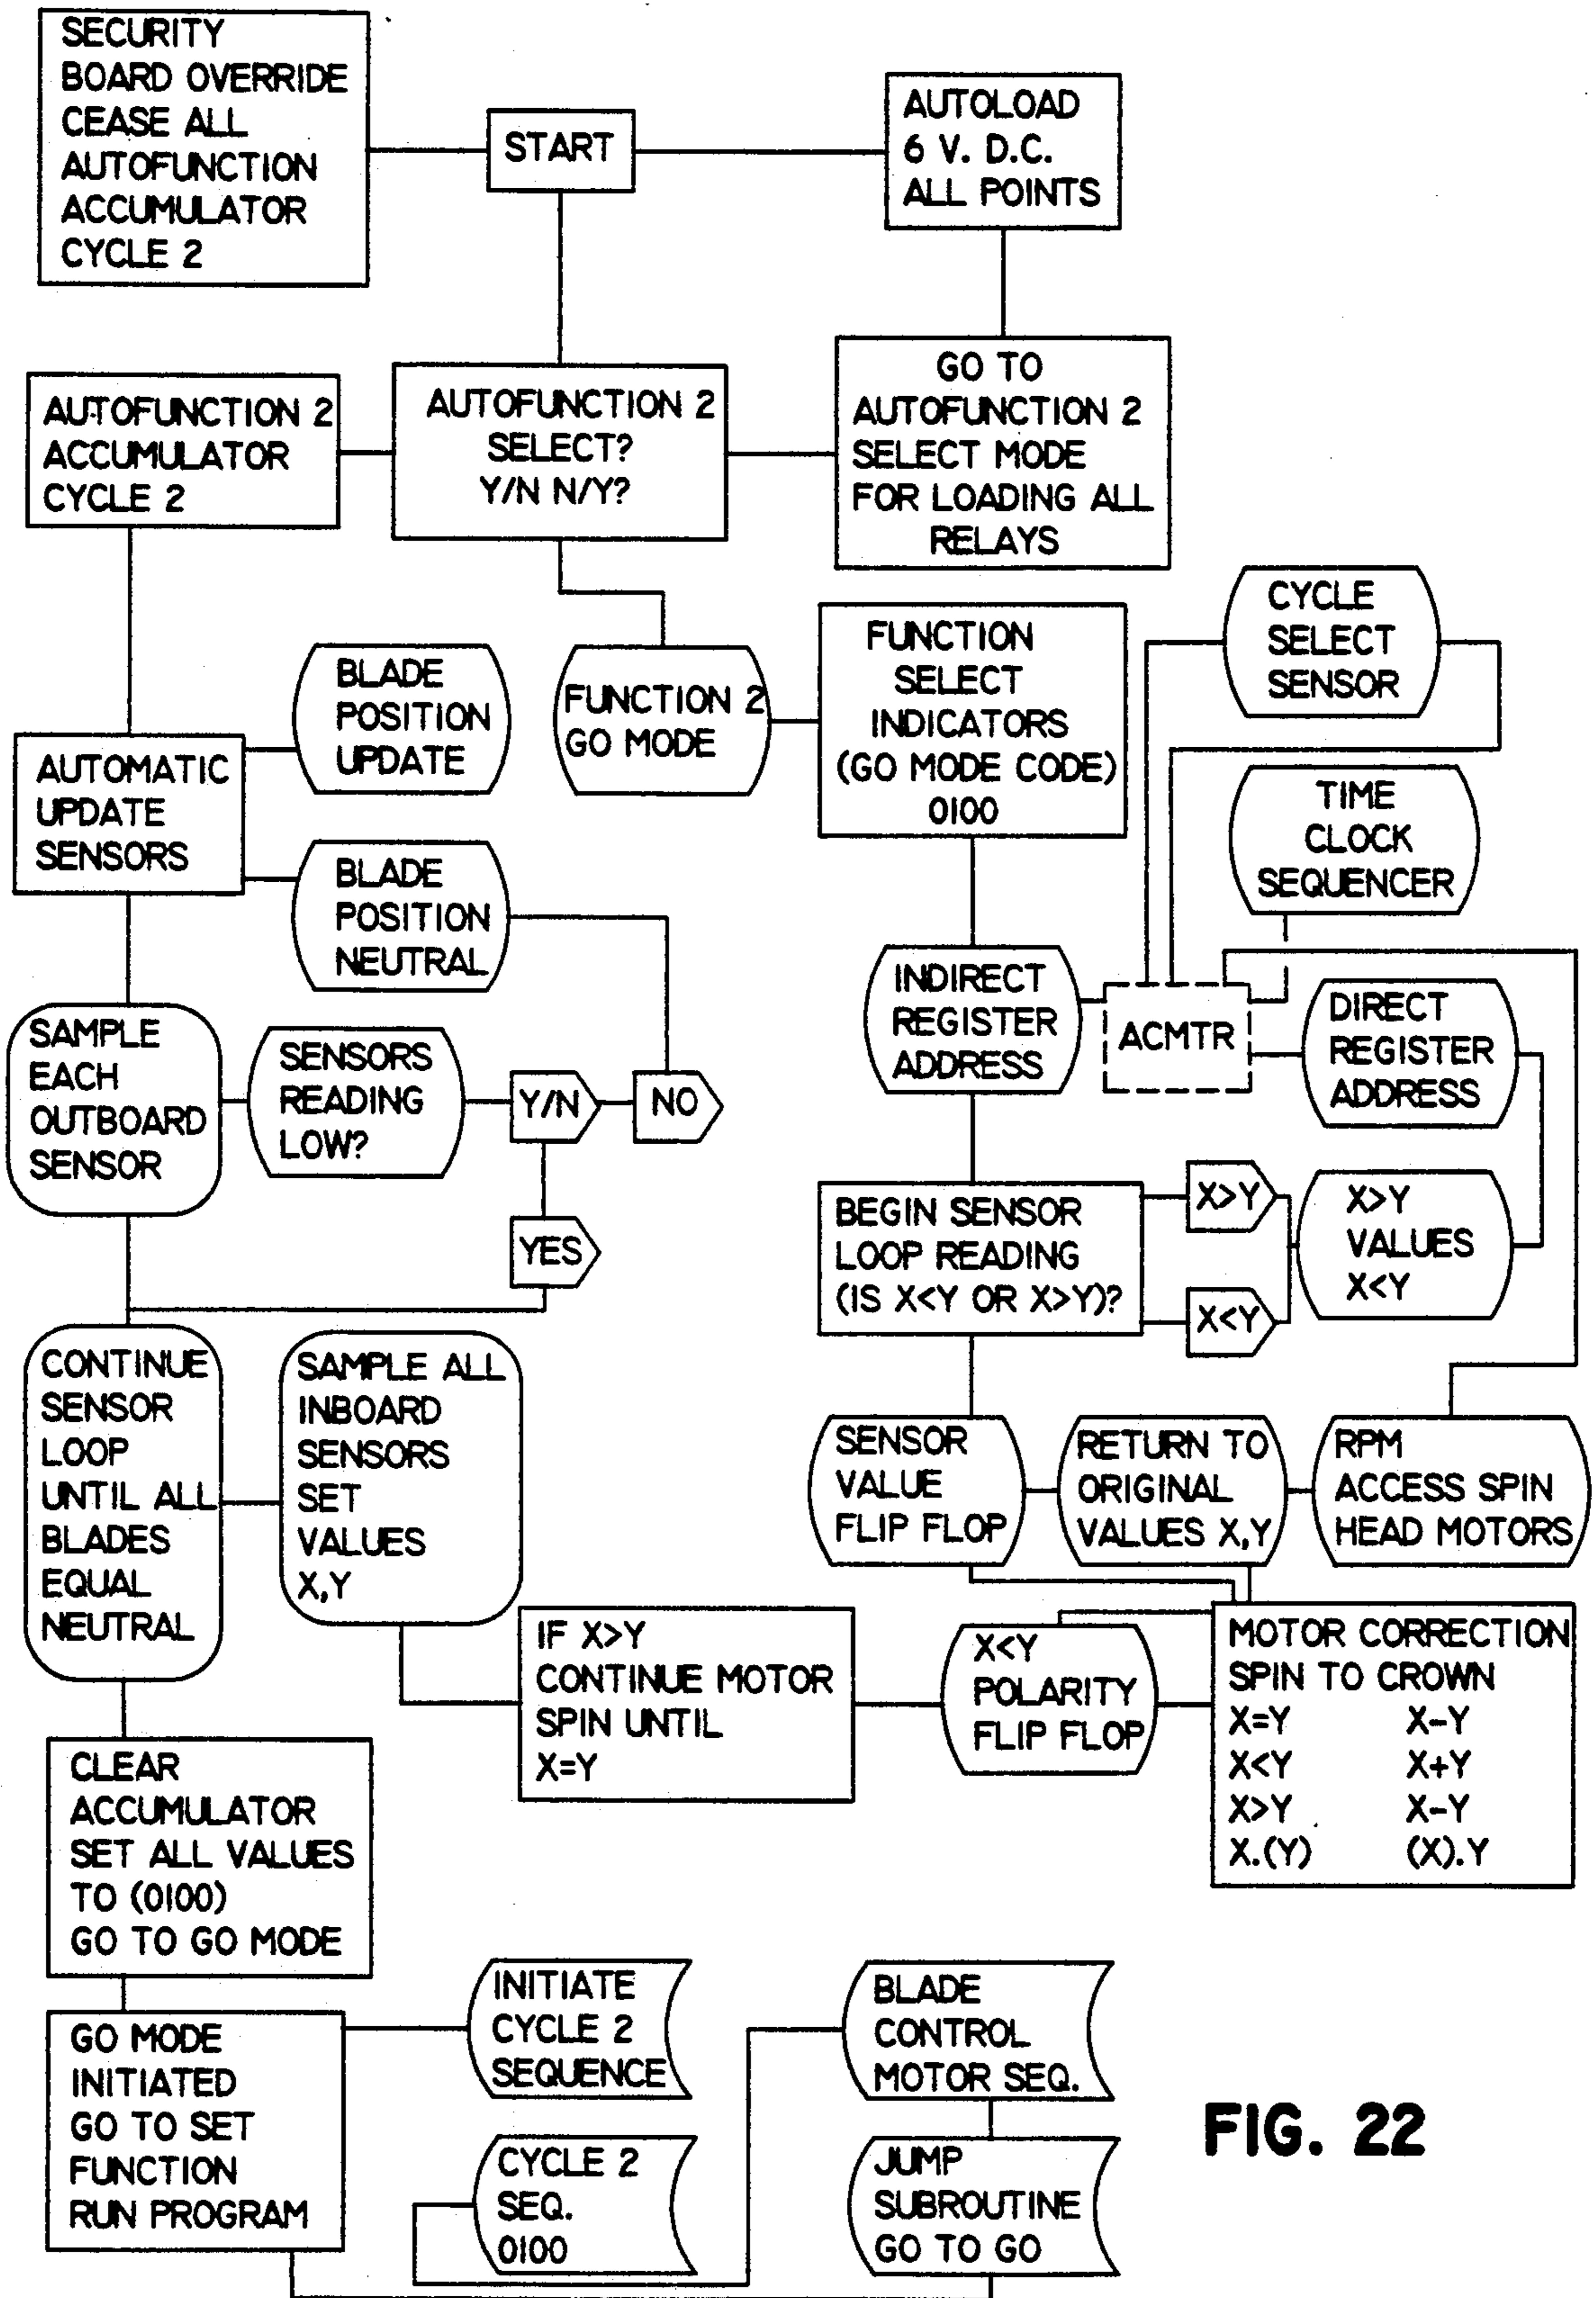 SECURITY
BOARD OVERRIDE
CEASE ALL
AUTOFUNCTION
ACCUMULATOR
CYCLE 2
START
AUTOLOAD
6 V. D.C.
ALL POINTS
AUTOFUNCTION 2
ACCUMULATOR
CYCLE 2
AUTOFUNCTION 2
SELECT?
Y/N N/Y?
GO TO
AUTOFUNCTION 2
SELECT MODE
FOR LOADING ALL
RELAYS
BLADE
POSITION
UPDATE
FUNCTION 2
GO MODE
FUNCTION
SELECT
INDICATORS
(GO MODE CODE)
0100
CYCLE
SELECT
SENSOR
AUTOMATIC
UPDATE
SENSORS
TIME
CLOCK
SEQUENCER
BLADE
POSITION
NEUTRAL
INDIRECT
REGISTER
ADDRESS
ACMTR
DIRECT
REGISTER
ADDRESS
SAMPLE
EACH
OUTBOARD
SENSOR
SENSORS
READING
LOW?
Y/N
NO
YES
BEGIN SENSOR
LOOP READING
(IS X<Y OR X>Y)?
X>Y
X<Y
X>Y
VALUES
X<Y
CONTINUE
SENSOR
LOOP
UNTIL ALL
BLADES
EQUAL
NEUTRAL
SAMPLE ALL
INBOARD
SENSORS
SET
VALUES
X,Y
SENSOR
VALUE
FLIP FLOP
RETURN TO
ORIGINAL
VALUES X,Y
RPM
ACCESS SPIN
HEAD MOTORS
IF X>Y
CONTINUE MOTOR
SPIN UNTIL
X=Y
X<Y
POLARITY
FLIP FLOP
MOTOR CORRECTION
SPIN TO CROWN
X=Y X-Y
X<Y X+Y
X>Y X-Y
X.(Y) (X).Y
CLEAR
ACCUMULATOR
SET ALL VALUES
TO (0100)
GO TO GO MODE
GO MODE
INITIATED
GO TO SET
FUNCTION
RUN PROGRAM
INITIATE
CYCLE 2
SEQUENCE
BLADE
CONTROL
MOTOR SEQ.
CYCLE 2
SEQ.
0100
JUMP
SUBROUTINE
GO TO GO
FIG. 22